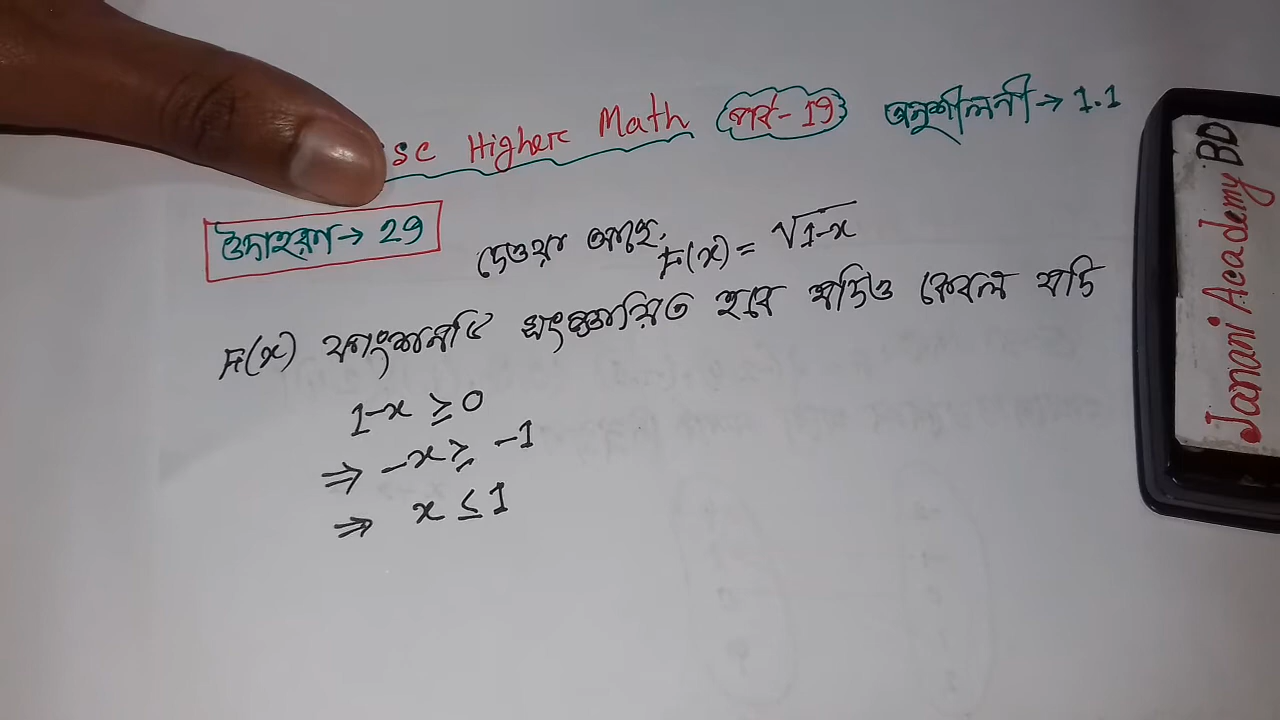 sc Higher Math পর্ব-19 অনুশীলনী→ 1.1
উদাহরণ→ 29
দেওয়া আছে, F(x) = √1-x
F(x) ফাংশনটি সংজ্ঞায়িত হবে যদিও কেবল যদি
1-x ≥ 0
⇒ -x ≥ -1
⇒ x ≤ 1
Janani Academy BD